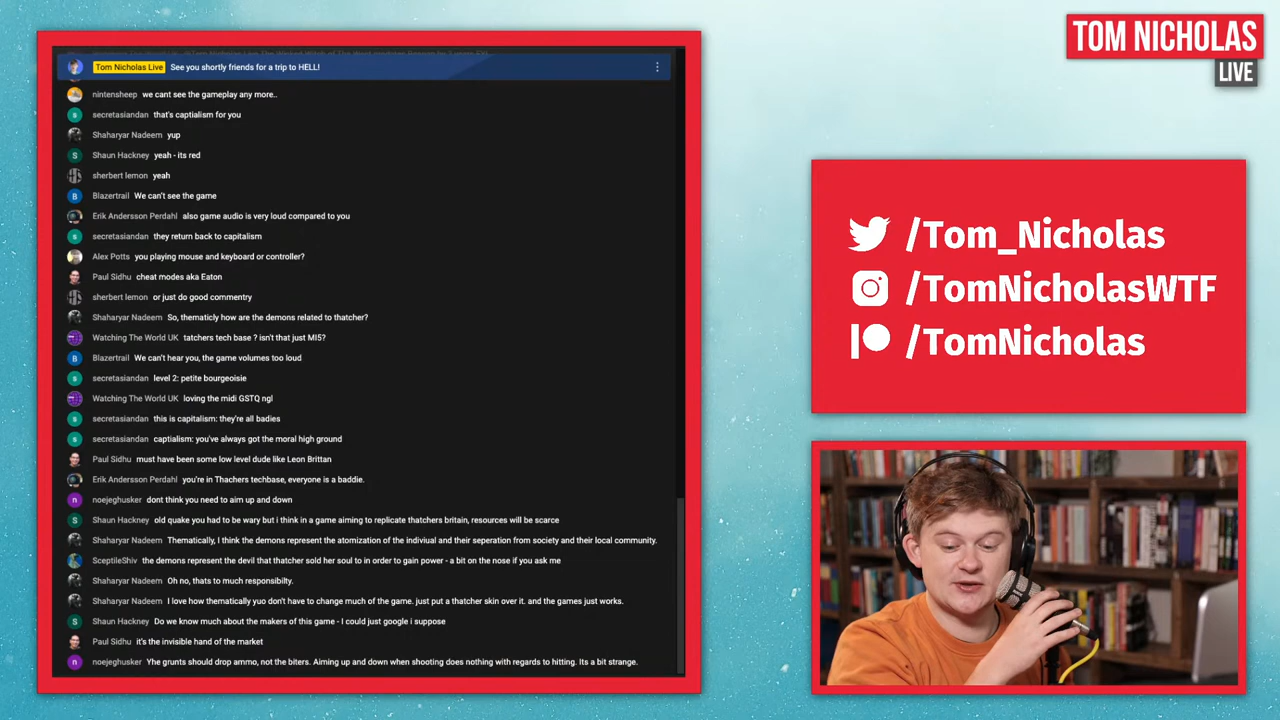 TOM NICHOLAS
LIVE
Tom Nicholas Live See you shortly friends for a trip to HELL!
nintensheep we cant see the gameplay any more..
secretasiandan that's captialism for you
Shaharyar Nadeem yup
S Shaun Hackney yeah - its red
sherbert lemon yeah
B Blazertrail We can't see the game
Erik Andersson Perdahl also game audio is very loud compared to you
s secretasiandan they return back to capitalism
Alex Potts you playing mouse and keyboard or controller?
Paul Sidhu cheat modes aka Eaton
sherbert lemon or just do good commentry
Shaharyar Nadeem So, thematicly how are the demons related to thatcher?
Watching The World UK tatchers tech base ? isn't that just MI5?
B Blazertrail We can't hear you, the game volumes too loud
s secretasiandan level 2: petite bourgeoisie
Watching The World UK loving the midi GSTQ ngl
s secretasiandan this is capitalism: they're all badies
s secretasiandan captialism: you've always got the moral high ground
Paul Sidhu must have been some low level dude like Leon Brittan
Erik Andersson Perdahl you're in Thachers techbase, everyone is a baddie.
n noejeghusker dont think you need to aim up and down
S Shaun Hackney old quake you had to be wary but i think in a game aiming to replicate thatchers britain, resources will be scarce
Shaharyar Nadeem Thematically, I think the demons represent the atomization of the indiviual and their seperation from society and their local community.
SceptileShiv the demons represent the devil that thatcher sold her soul to in order to gain power - a bit on the nose if you ask me
Shaharyar Nadeem Oh no, thats to much responsibilty.
Shaharyar Nadeem I love how thematically yuo don't have to change much of the game. just put a thatcher skin over it. and the games just works.
S Shaun Hackney Do we know much about the makers of this game - I could just google i suppose
Paul Sidhu it's the invisible hand of the market
n noejeghusker Yhe grunts should drop ammo, not the biters. Aiming up and down when shooting does nothing with regards to hitting. Its a bit strange.
/Tom_Nicholas
/TomNicholasWTF
/TomNicholas